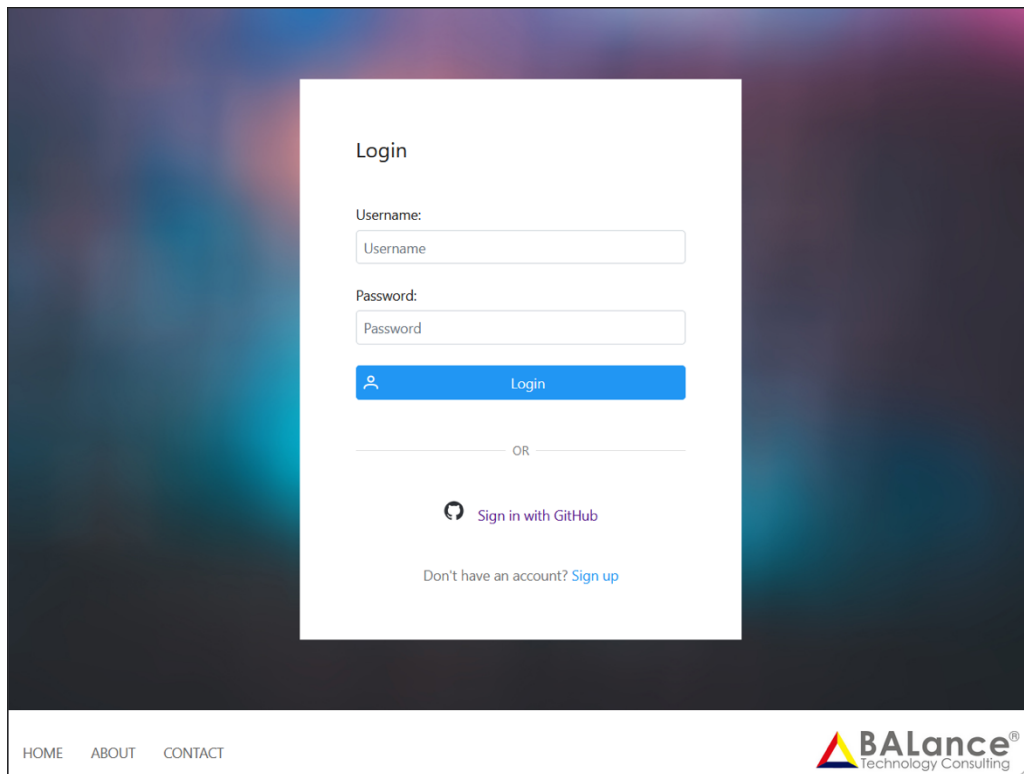 Login
Username:
Username
Password:
Password
Login
OR
Sign in with GitHub
Don't have an account? Sign up
HOME ABOUT CONTACT
BALance®
Technology Consulting